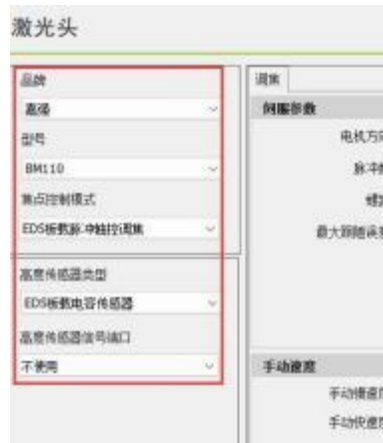 激光头
品牌
嘉强
型号
BM110
焦点控制模式
EDS板载脉冲轴控调焦
高度传感器类型
EDS板载电容传感器
高度传感器信号端口
不使用
调焦
伺服参数
电机方向
脉冲
最大跟随误差
手动速度
手动慢速度
手动快速度